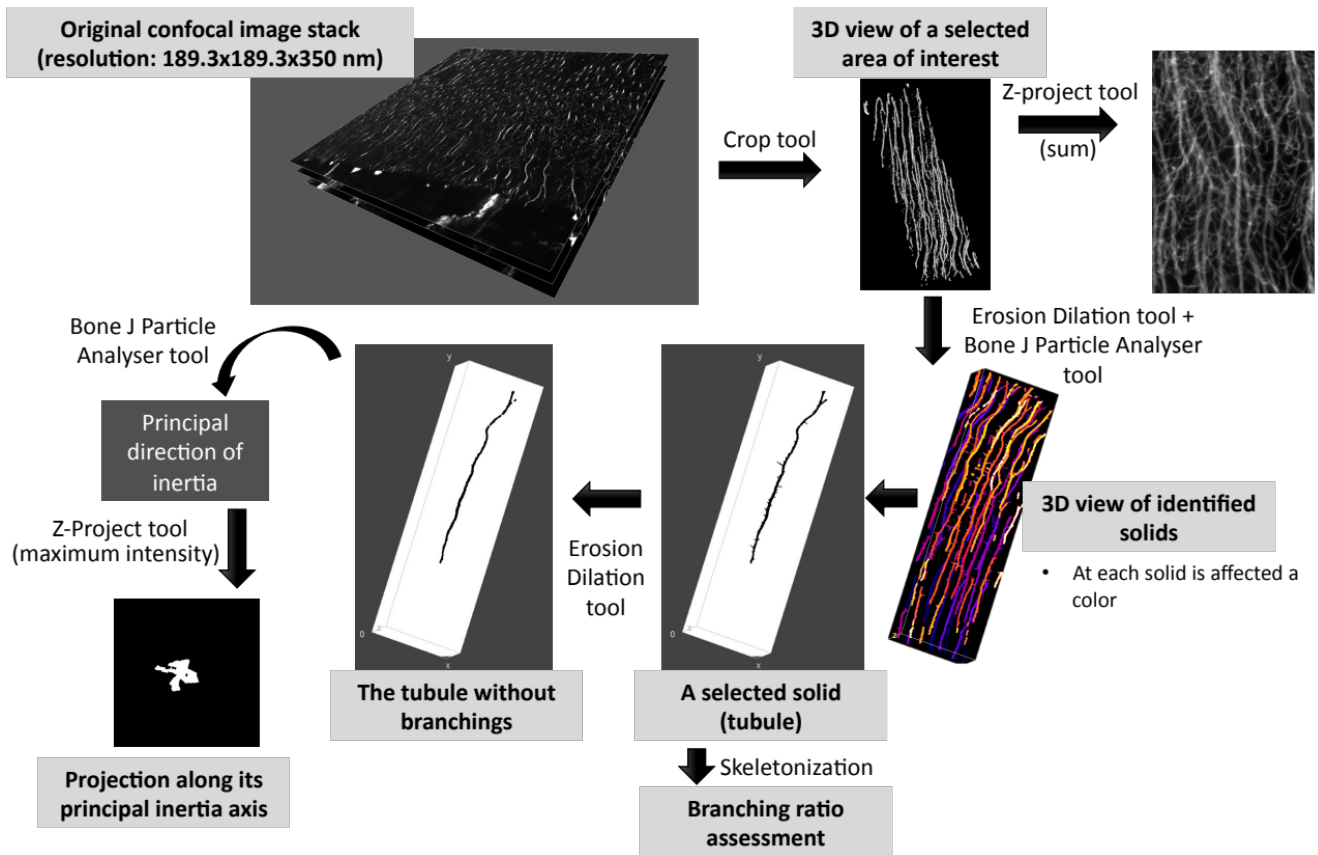 Original confocal image stack
(resolution: 189.3x189.3x350 nm)
3D view of a selected
area of interest
Crop tool
Z-project tool
(sum)
Erosion Dilation tool +
Bone J Particle Analyser
tool
3D view of identified
solids
• At each solid is affected a
color
z
y
0
z
x
A selected solid
(tubule)
Skeletonization
Branching ratio
assessment
Erosion
Dilation
tool
y
0
z
x
The tubule without
branchings
Bone J Particle
Analyser tool
Principal
direction of
inertia
Z-Project tool
(maximum intensity)
Projection along its
principal inertia axis